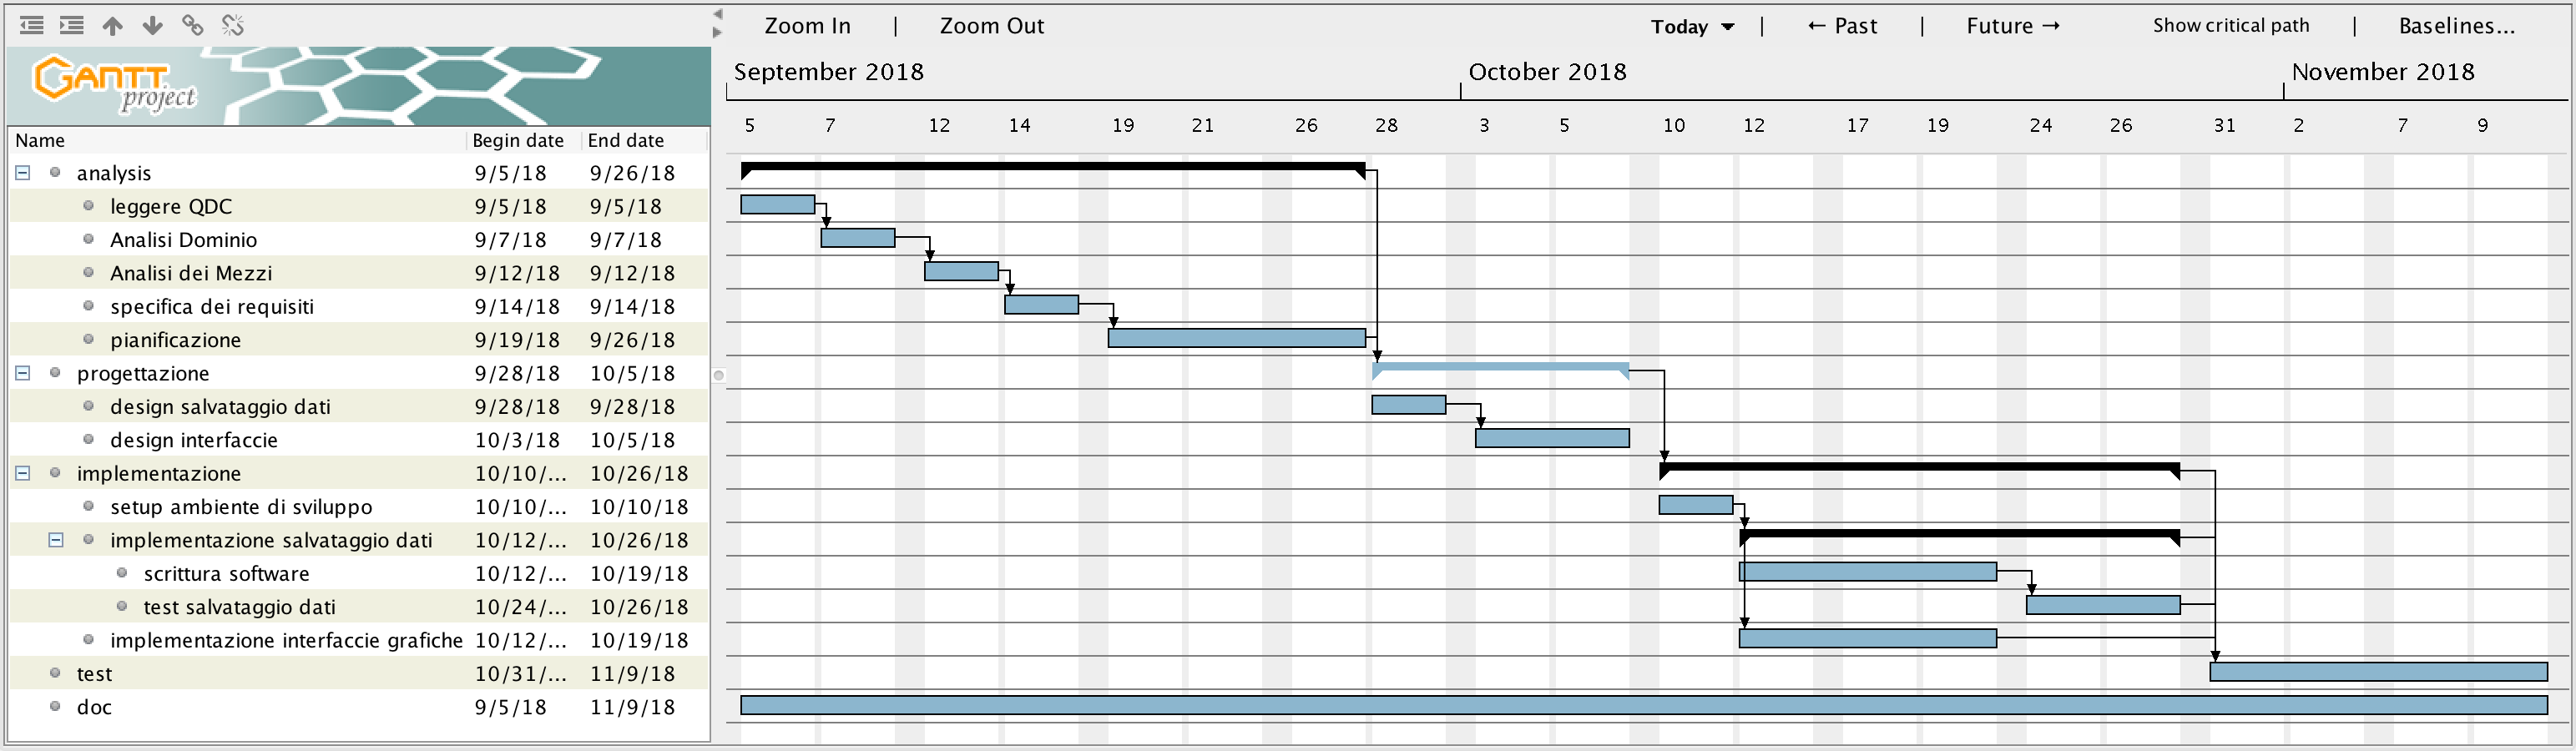 Zoom In | Zoom Out Today | ← Past | Future → Show critical path | Baselines...
GANTT project
September 2018 October 2018 November 2018
5 7 12 14 19 21 26 28 3 5 10 12 17 19 24 26 31 2 7 9
Name Begin date End date
analysis 9/5/18 9/26/18
leggere QDC 9/5/18 9/5/18
Analisi Dominio 9/7/18 9/7/18
Analisi dei Mezzi 9/12/18 9/12/18
specifica dei requisiti 9/14/18 9/14/18
pianificazione 9/19/18 9/26/18
progettazione 9/28/18 10/5/18
design salvataggio dati 9/28/18 9/28/18
design interfaccie 10/3/18 10/5/18
implementazione 10/10/... 10/26/18
setup ambiente di sviluppo 10/10/... 10/10/18
implementazione salvataggio dati 10/12/... 10/26/18
scrittura software 10/12/... 10/19/18
test salvataggio dati 10/24/... 10/26/18
implementazione interfaccie grafiche 10/12/... 10/19/18
test 10/31/... 11/9/18
doc 9/5/18 11/9/18